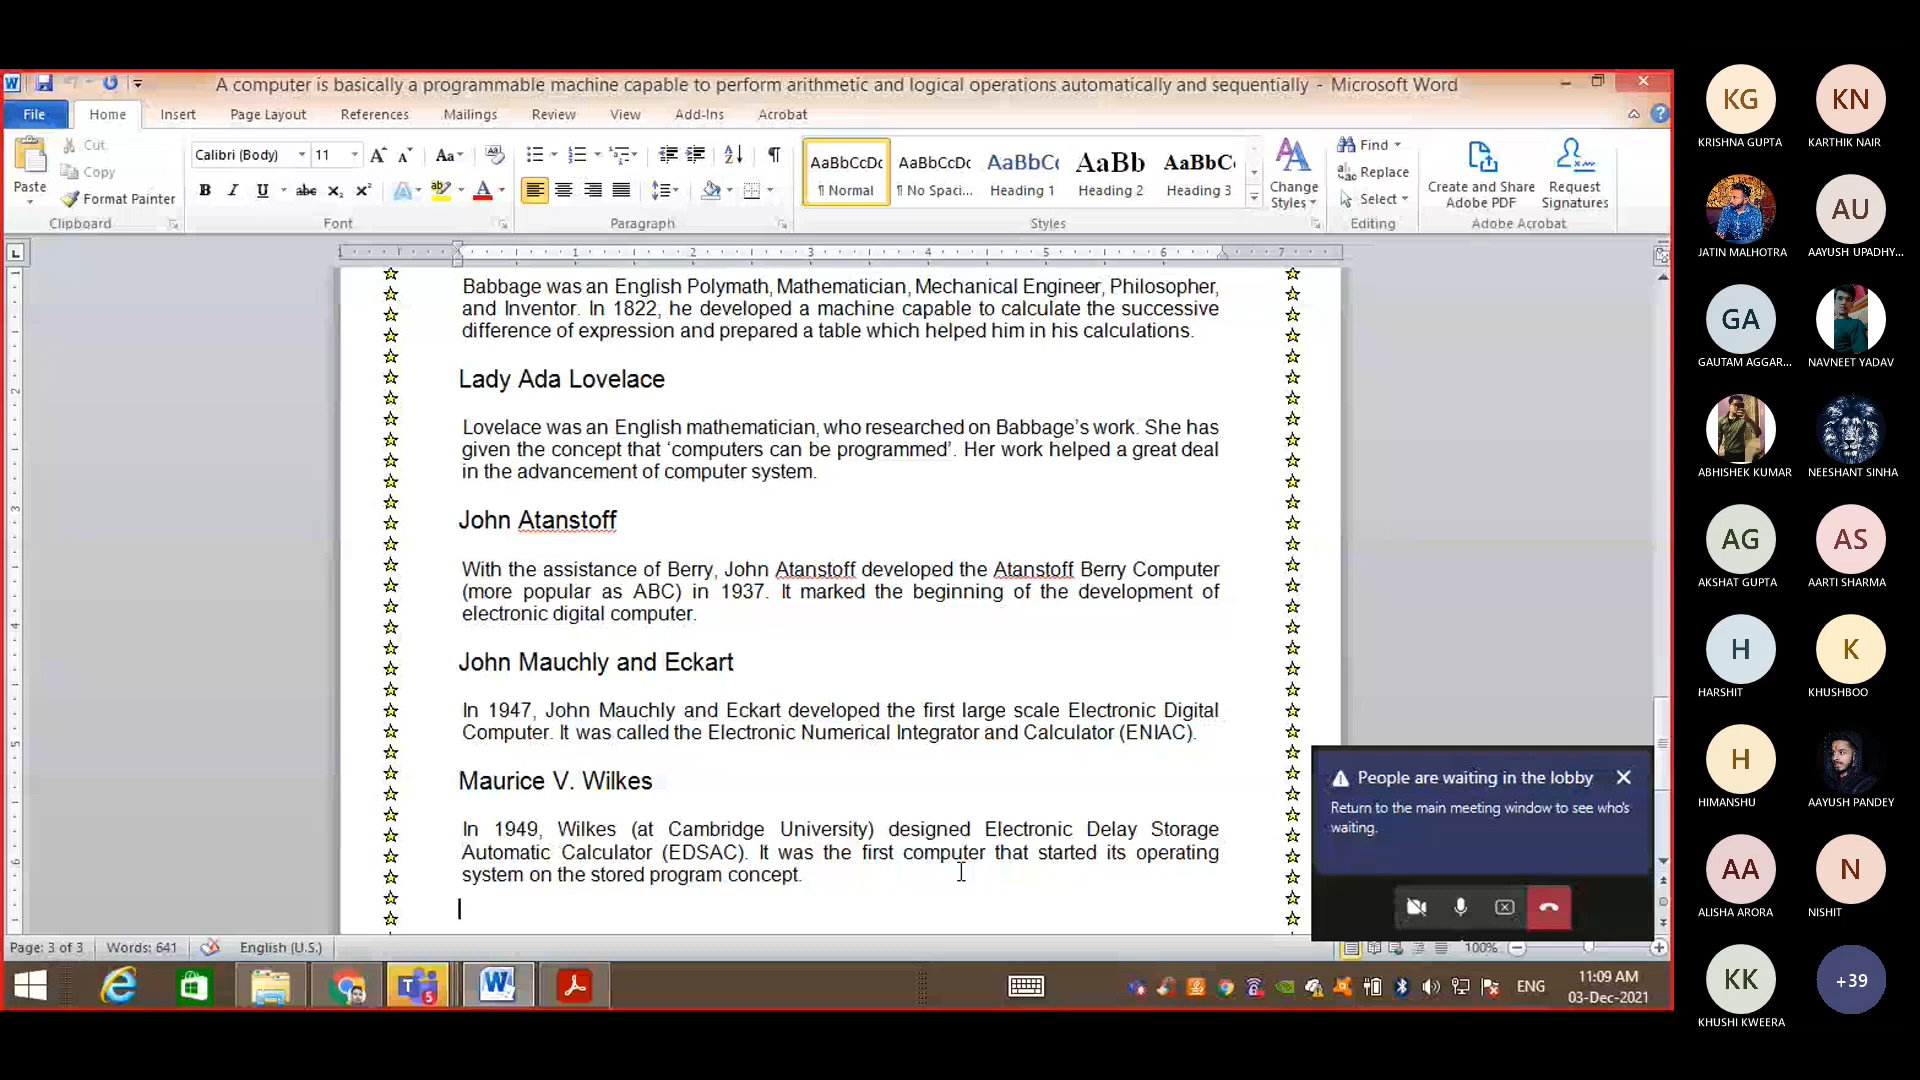 A computer is basically a programmable machine capable to perform arithmetic and logical operations automatically and sequentially - Microsoft Word
File Home Insert Page Layout References Mailings Review View Add-Ins Acrobat
Paste
Cut
Copy
Format Painter
Clipboard
Calibri (Body) 11
Font
Paragraph
AaBbCcDc AaBbCcDc AaBbC AaBb AaBbC
¶ Normal ¶ No Spaci... Heading 1 Heading 2 Heading 3
Change Styles
Styles
Find
Replace
Select
Editing
Create and Share Adobe PDF
Request Signatures
Adobe Acrobat
1 2 3 4 5 6 7
Babbage was an English Polymath, Mathematician, Mechanical Engineer, Philosopher,
and Inventor. In 1822, he developed a machine capable to calculate the successive
difference of expression and prepared a table which helped him in his calculations.
Lady Ada Lovelace
Lovelace was an English mathematician, who researched on Babbage’s work. She has
given the concept that ‘computers can be programmed’. Her work helped a great deal
in the advancement of computer system.
John Atanstoff
With the assistance of Berry, John Atanstoff developed the Atanstoff Berry Computer
(more popular as ABC) in 1937. It marked the beginning of the development of
electronic digital computer.
John Mauchly and Eckart
In 1947, John Mauchly and Eckart developed the first large scale Electronic Digital
Computer. It was called the Electronic Numerical Integrator and Calculator (ENIAC).
Maurice V. Wilkes
In 1949, Wilkes (at Cambridge University) designed Electronic Delay Storage
Automatic Calculator (EDSAC). It was the first computer that started its operating
system on the stored program concept.
People are waiting in the lobby
Return to the main meeting window to see who's
waiting.
Page: 3 of 3 Words: 641 English (U.S.) 100%
ENG
11:09 AM
03-Dec-2021
KG KN
KRISHNA GUPTA KARTHIK NAIR
AU
JATIN MALHOTRA AAYUSH UPADHY...
GA
GAUTAM AGGAR... NAVNEET YADAV
ABHISHEK KUMAR NEESHANT SINHA
AG AS
AKSHAT GUPTA AARTI SHARMA
H K
HARSHIT KHUSHBOO
H
HIMANSHU AAYUSH PANDEY
AA N
ALISHA ARORA NISHIT
KK +39
KHUSHI KWEERA